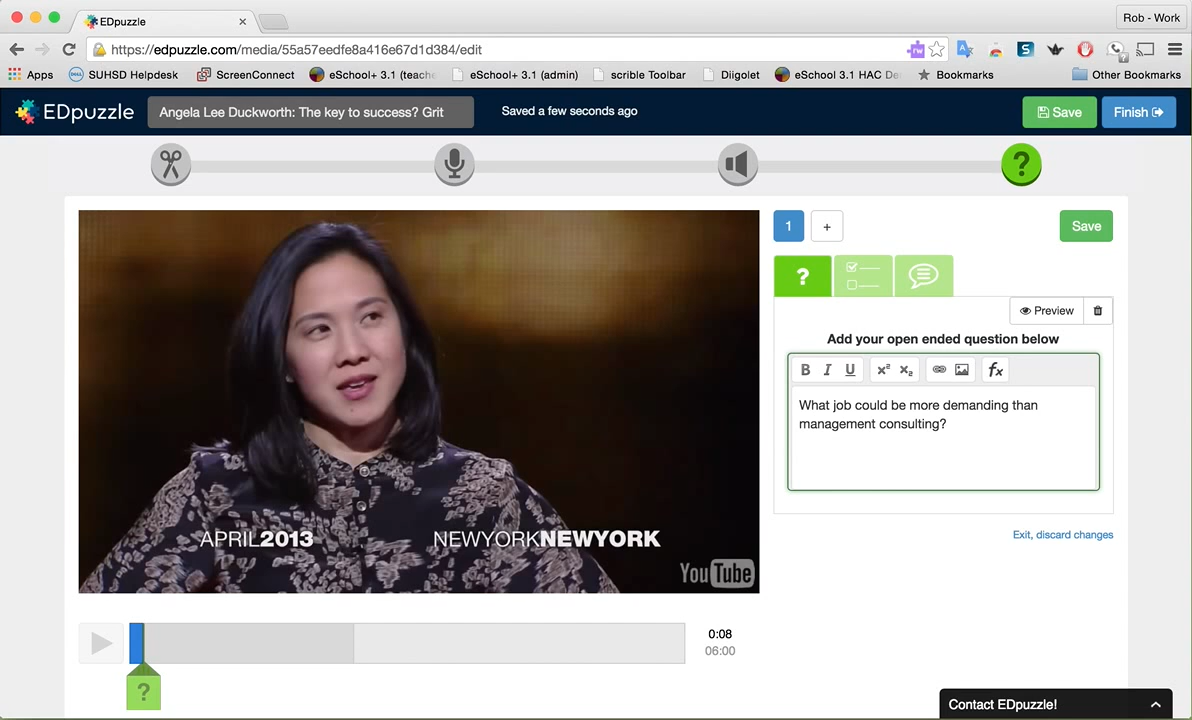 EDpuzzle
Rob - Work
https://edpuzzle.com/media/55a57eedfe8a416e67d1d384/edit
Apps
SUHSD Helpdesk
ScreenConnect
eSchool+ 3.1 (teache
eSchool+ 3.1 (admin)
scrible Toolbar
Diigolet
eSchool 3.1 HAC De
Bookmarks
Other Bookmarks
EDpuzzle
Angela Lee Duckworth: The key to success? Grit
Saved a few seconds ago
Save
Finish
?
1
+
Save
?
Preview
Add your open ended question below
B I U x² x₂ fx
What job could be more demanding than
management consulting?
Exit, discard changes
APRIL2013
NEWYORKNEWYORK
YouTube
0:08
06:00
?
Contact EDpuzzle!